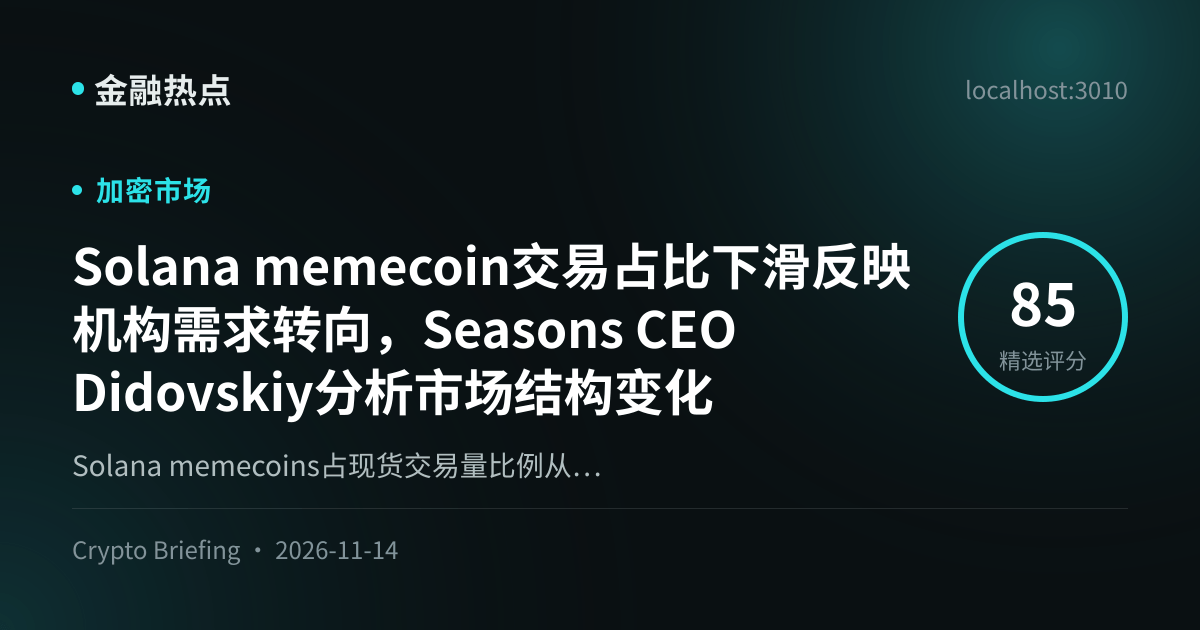 金融热点
localhost:3010
加密市场
Solana memecoin交易占比下滑反映
机构需求转向，Seasons CEO
Didovskiy分析市场结构变化
85
精选评分
Solana memecoins占现货交易量比例从…
Crypto Briefing · 2026-11-14